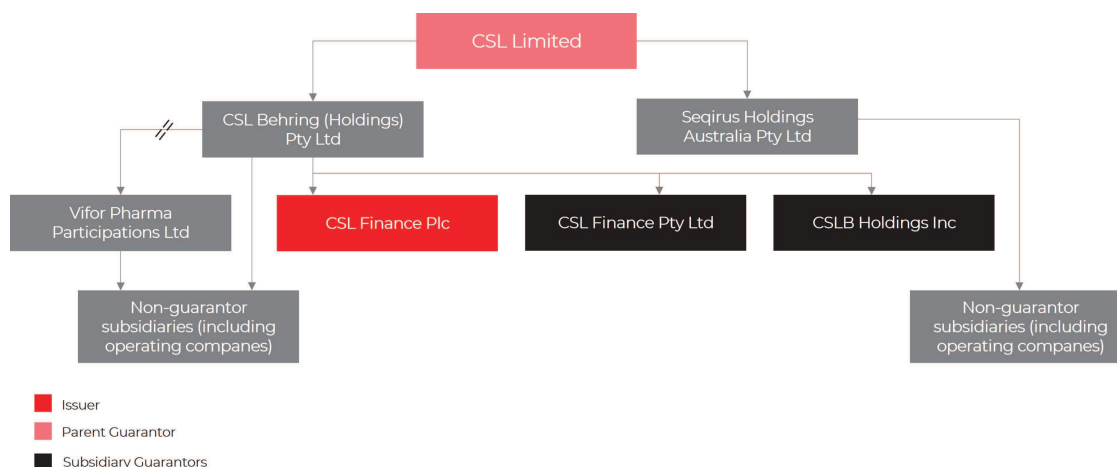 CSL Limited
CSL Behring (Holdings)
Pty Ltd
Seqirus Holdings
Australia Pty Ltd
Vifor Pharma
Participations Ltd
CSL Finance Plc
CSL Finance Pty Ltd
CSLB Holdings Inc
Non-guarantor
subsidiaries (including
operating companes)
Non-guarantor
subsidiaries (including
operating companes)
Issuer
Parent Guarantor
Subsidiary Guarantors